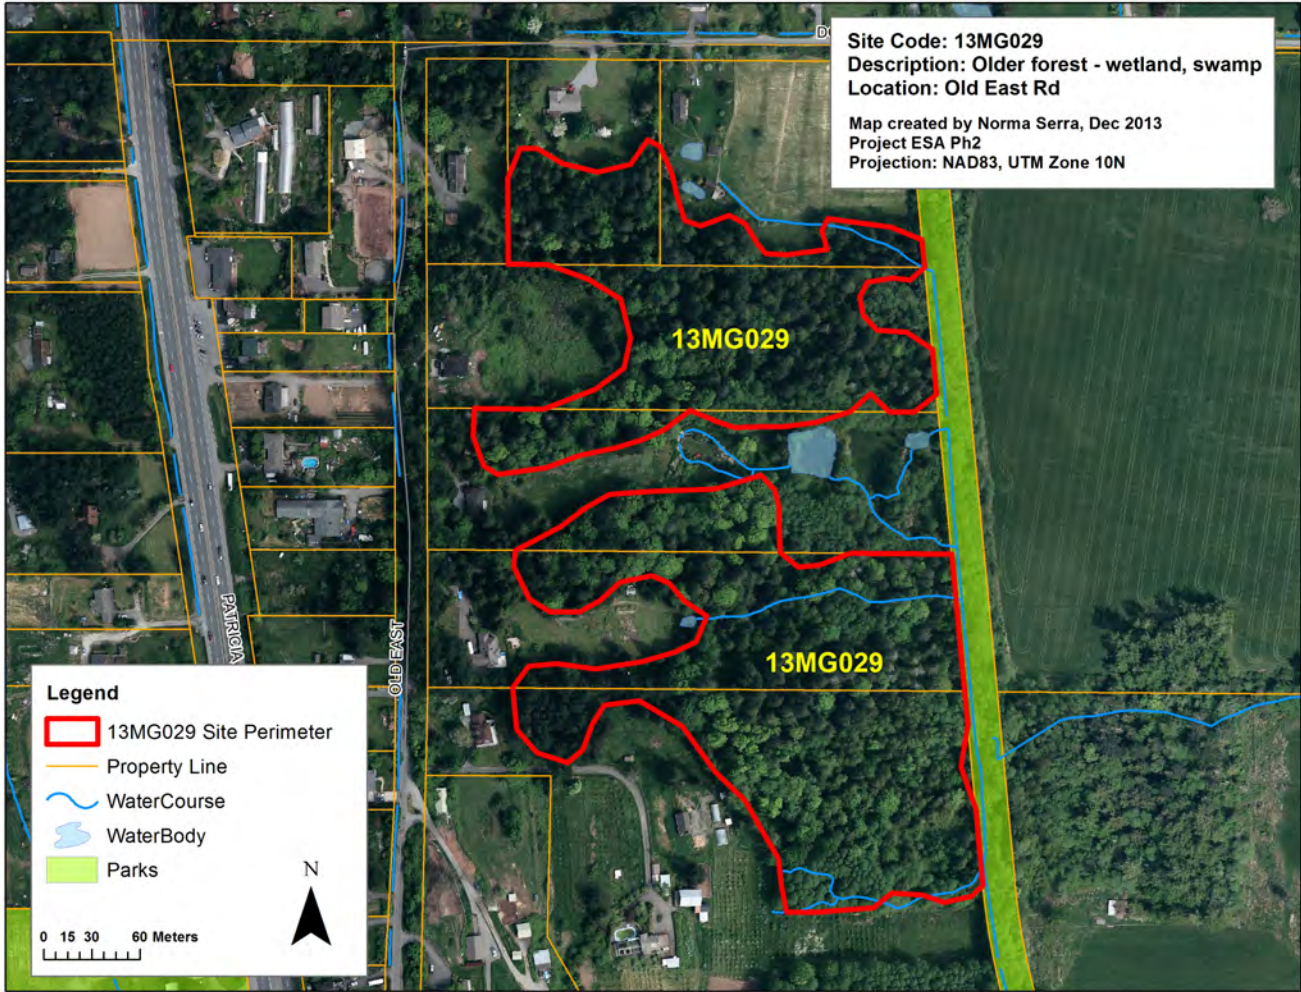 Site Code: 13MG029
Description: Older forest - wetland, swamp
Location: Old East Rd
Map created by Norma Serra, Dec 2013
Project ESA Ph2
Projection: NAD83, UTM Zone 10N
13MG029
13MG029
PATRICIA
OLD EAST
Legend
13MG029 Site Perimeter
Property Line
WaterCourse
WaterBody
Parks
N
0 15 30 60 Meters